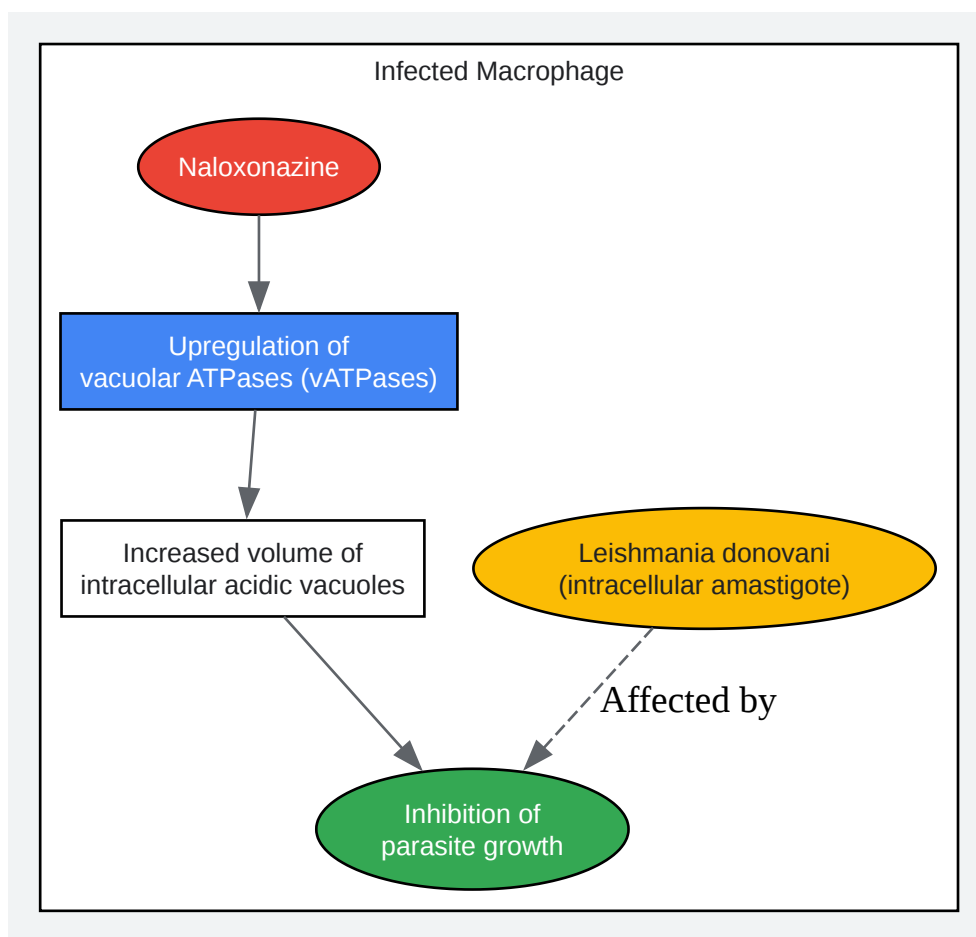 Infected Macrophage
Naloxonazine
Upregulation of
vacuolar ATPases (vATPases)
Increased volume of
intracellular acidic vacuoles
Leishmania donovani
(intracellular amastigote)
Affected by
Inhibition of
parasite growth